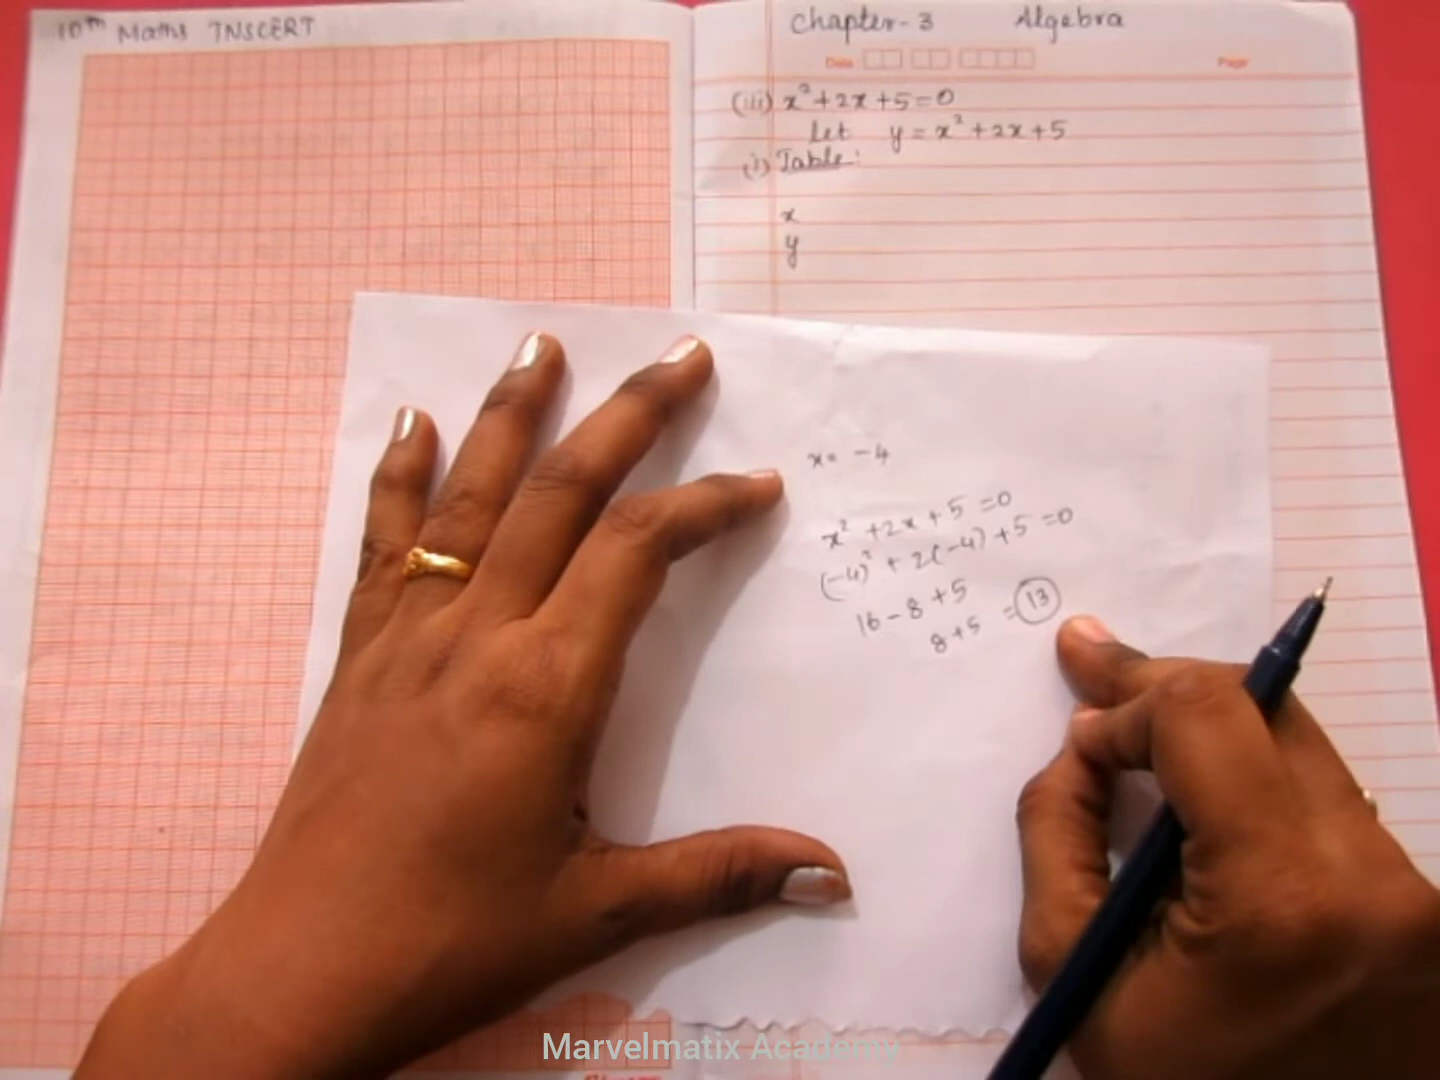 10th Maths TNSCERT
Chapter-3 Algebra
Date
Page
(iii) x²+2x+5=0
Let y=x²+2x+5
(i) Table:
x
y
x= -4
x²+2x+5=0
(-4)²+2(-4)+5=0
16-8+5
8+5 =13
Marvelmatix Academy